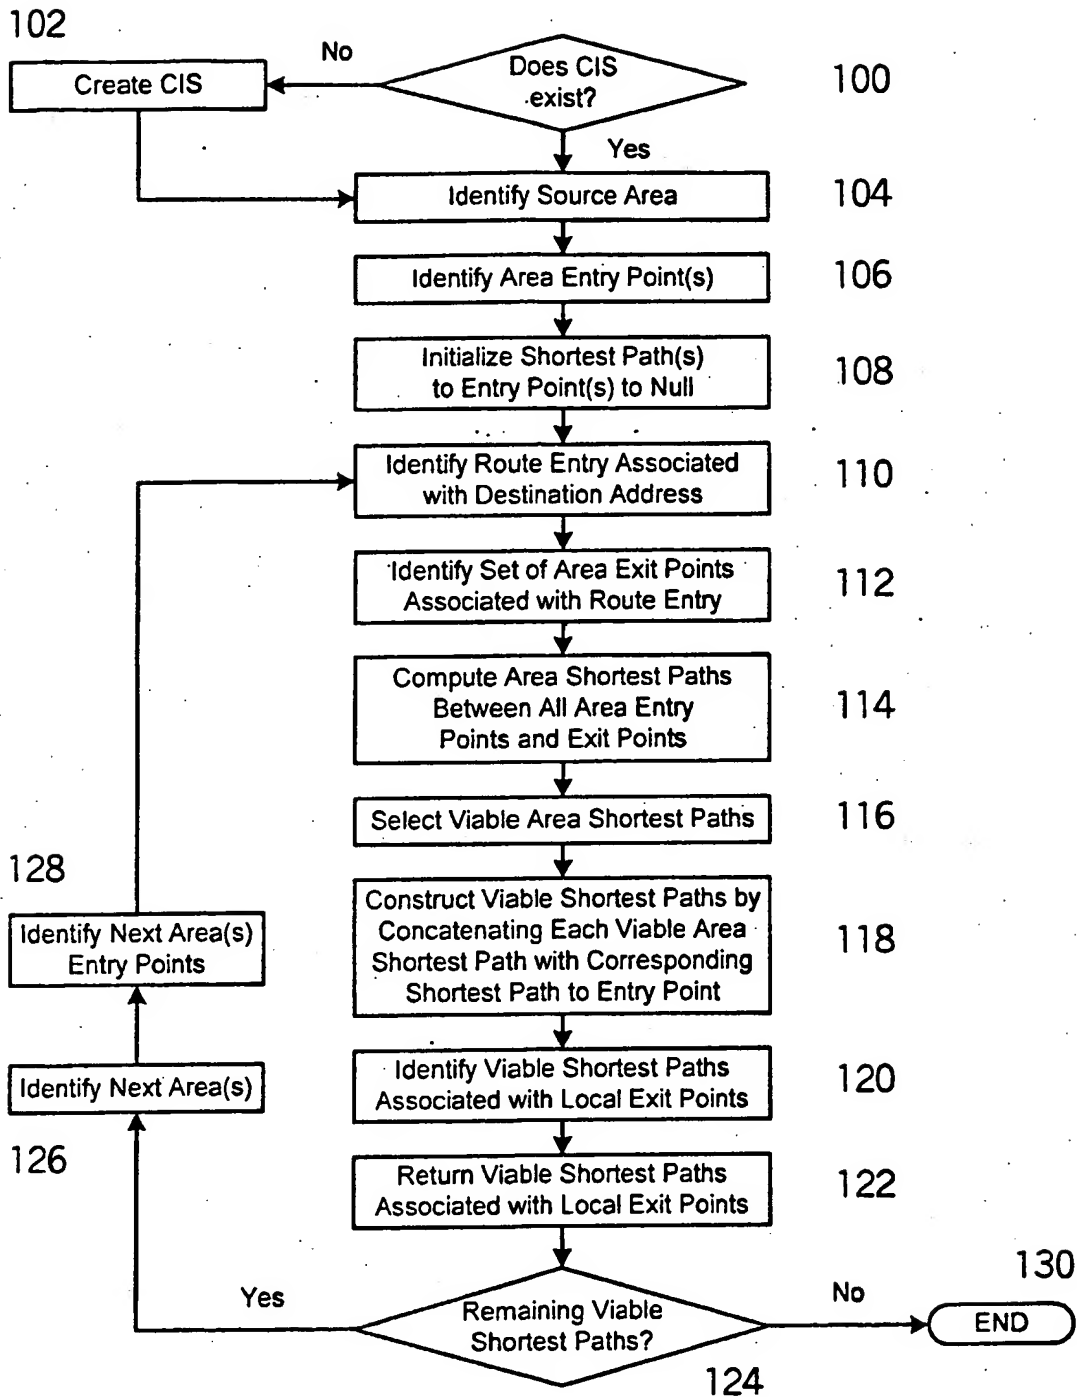 102
No
Does CIS
exist?
100
Create CIS
Yes
Identify Source Area
104
Identify Area Entry Point(s)
106
Initialize Shortest Path(s)
to Entry Point(s) to Null
108
Identify Route Entry Associated
with Destination Address
110
Identify Set of Area Exit Points
Associated with Route Entry
112
Compute Area Shortest Paths
Between All Area Entry
Points and Exit Points
114
Select Viable Area Shortest Paths
116
128
Identify Next Area(s)
Entry Points
Construct Viable Shortest Paths by
Concatenating Each Viable Area
Shortest Path with Corresponding
Shortest Path to Entry Point
118
Identify Next Area(s)
126
Identify Viable Shortest Paths
Associated with Local Exit Points
120
Return Viable Shortest Paths
Associated with Local Exit Points
122
Yes
Remaining Viable
Shortest Paths?
124
No
130
END